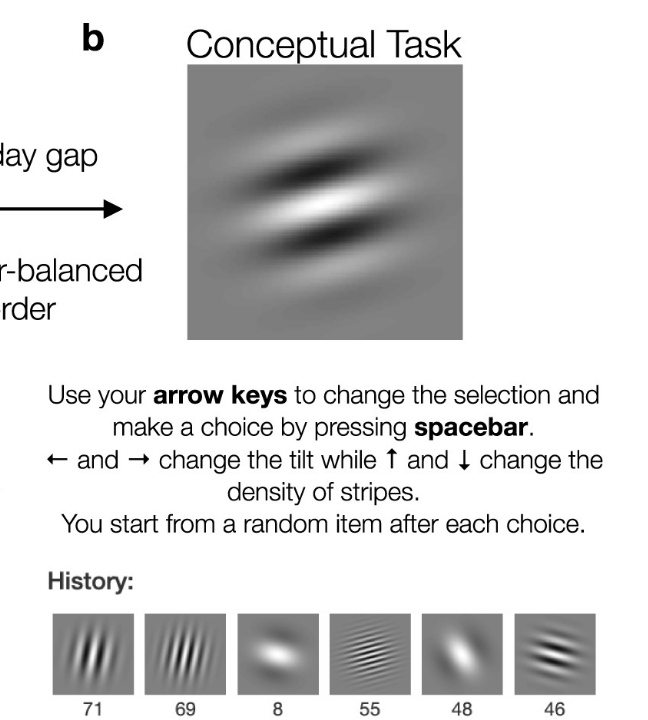 b
Conceptual Task
day gap
r-balanced
rder
Use your arrow keys to change the selection and
make a choice by pressing spacebar.
← and → change the tilt while ↑ and ↓ change the
density of stripes.
You start from a random item after each choice.
History:
71 69 8 55 48 46